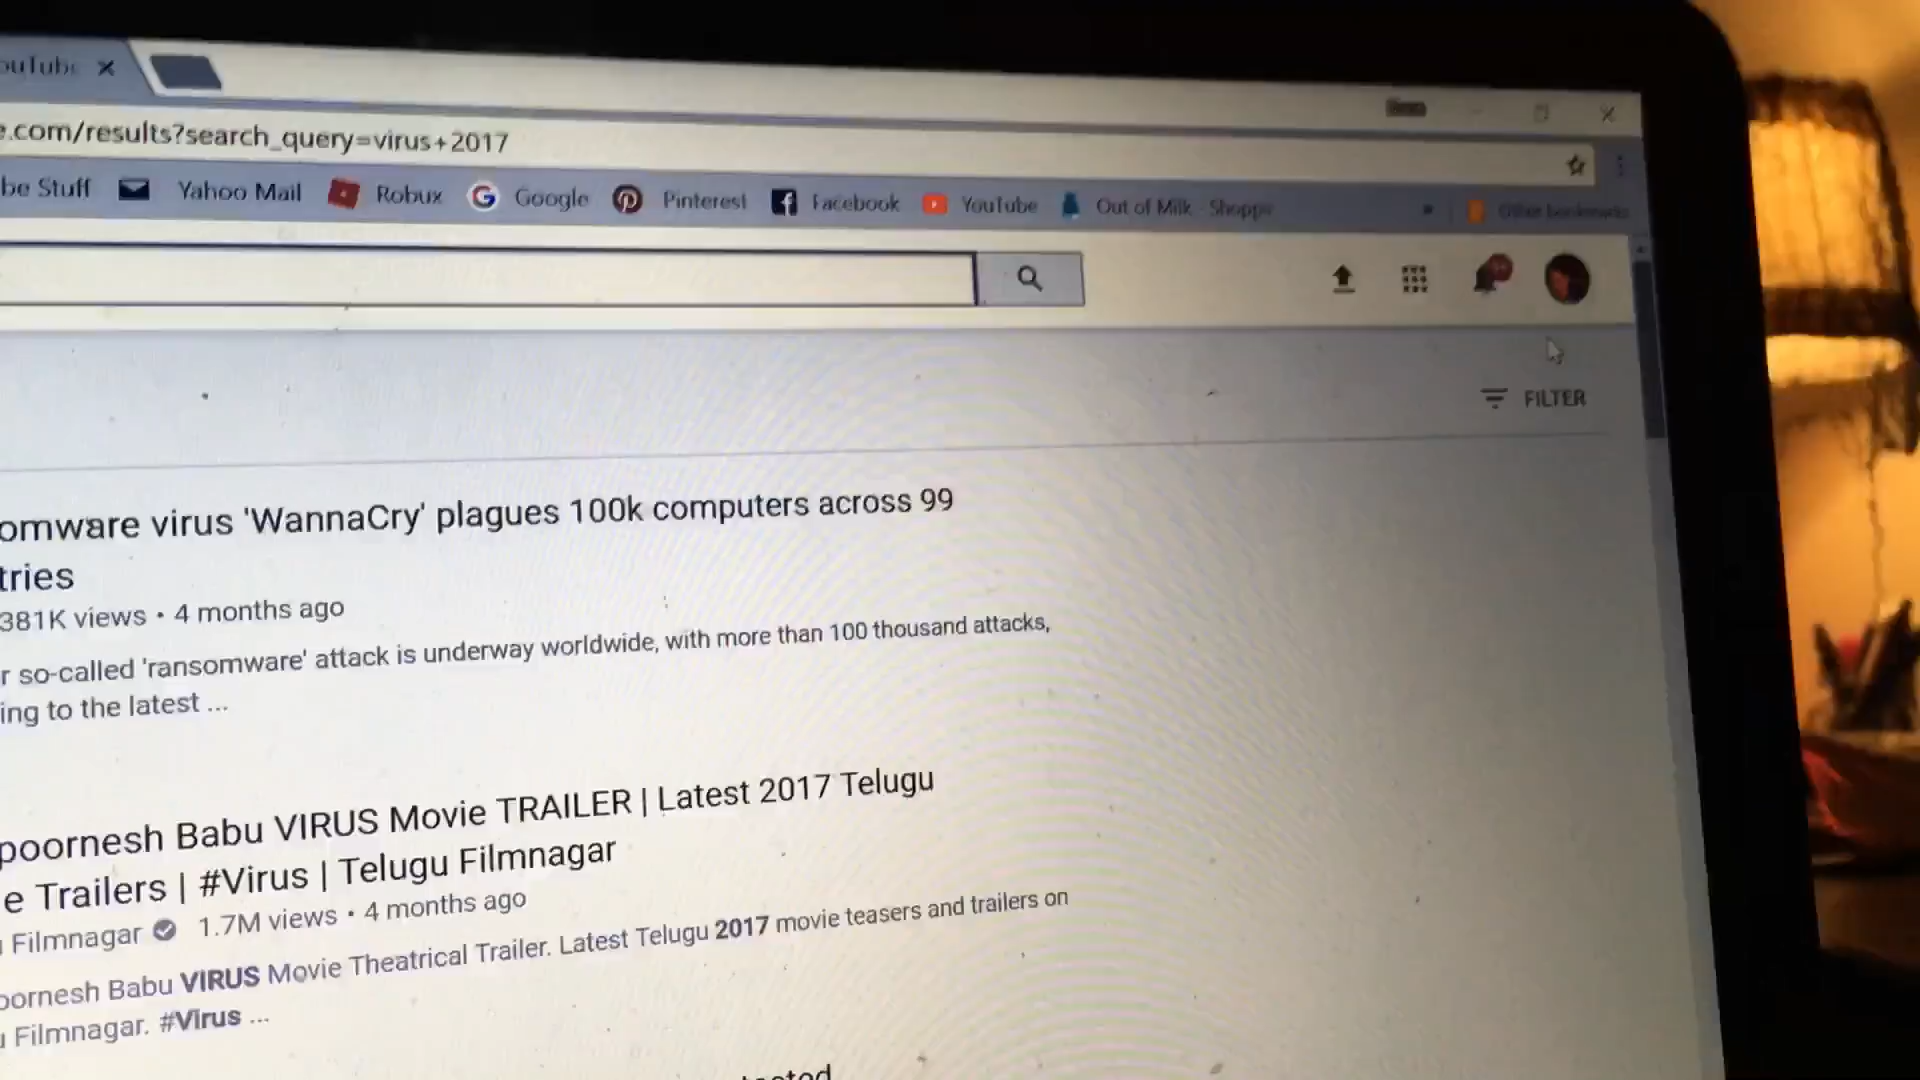 ouTube
e.com/results?search_query=virus+2017
be Stuff Yahoo Mail Robux Google Pinterest Facebook YouTube Out of Milk - Shoppi Other bookmarks
FILTER
omware virus 'WannaCry' plagues 100k computers across 99
tries
381K views • 4 months ago
r so-called 'ransomware' attack is underway worldwide, with more than 100 thousand attacks,
ing to the latest ...
poornesh Babu VIRUS Movie TRAILER | Latest 2017 Telugu
e Trailers | #Virus | Telugu Filmnagar
Filmnagar 1.7M views • 4 months ago
oornesh Babu VIRUS Movie Theatrical Trailer. Latest Telugu 2017 movie teasers and trailers on
Filmnagar. #Virus ...